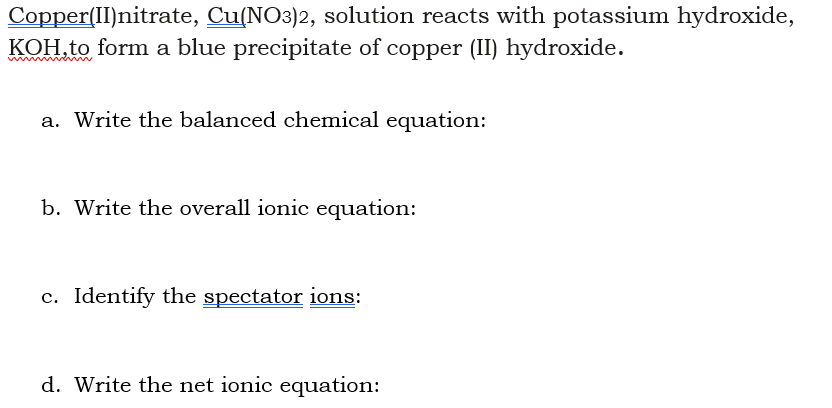 Copper(II)nitrate, Cu(NO3)2, solution reacts with potassium hydroxide,
KOH,to form a blue precipitate of copper (II) hydroxide.
a. Write the balanced chemical equation:
b. Write the overall ionic equation:
c. Identify the spectator ions:
d. Write the net ionic equation: